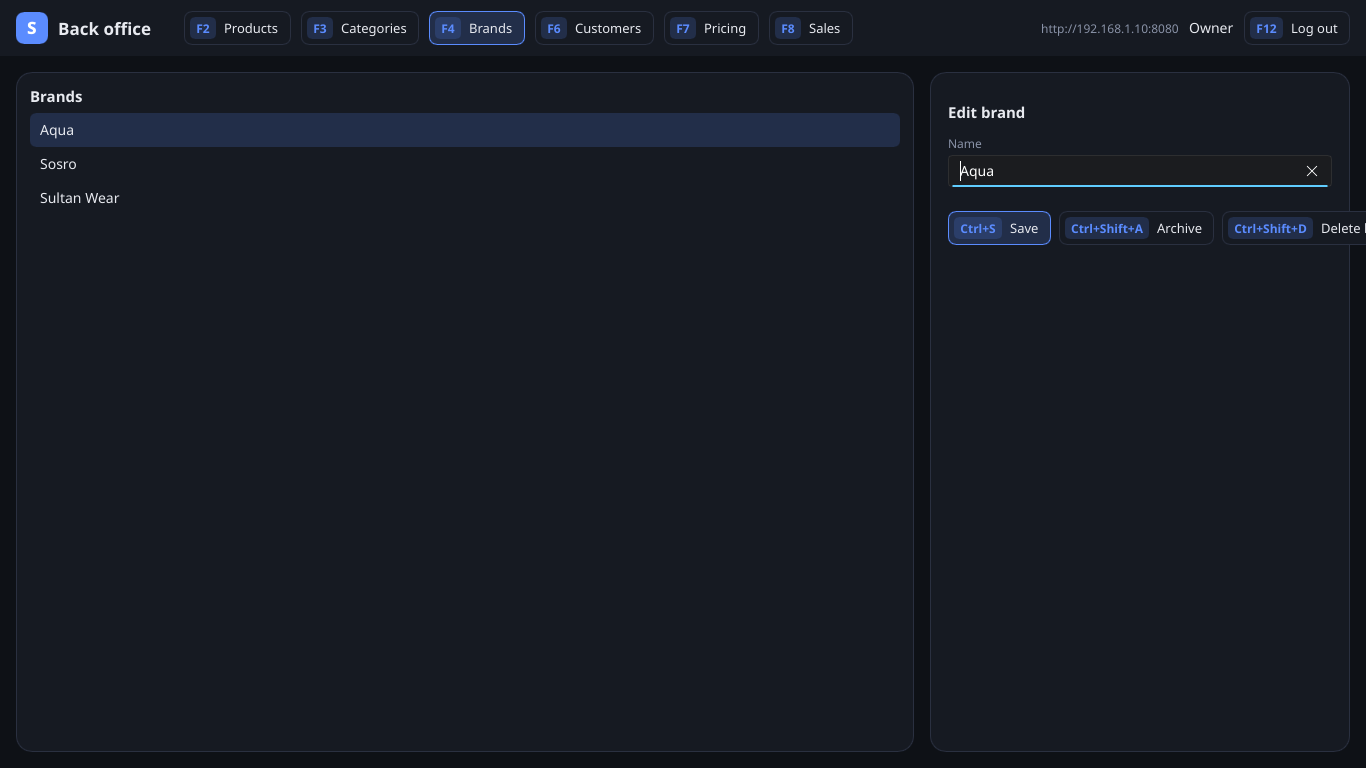 S Back office F2 Products F3 Categories F4 Brands F6 Customers F7 Pricing F8 Sales http://192.168.1.10:8080 Owner F12 Log out
Brands
Aqua
Sosro
Sultan Wear
Edit brand
Name
Aqua
Ctrl+S Save Ctrl+Shift+A Archive Ctrl+Shift+D Delete